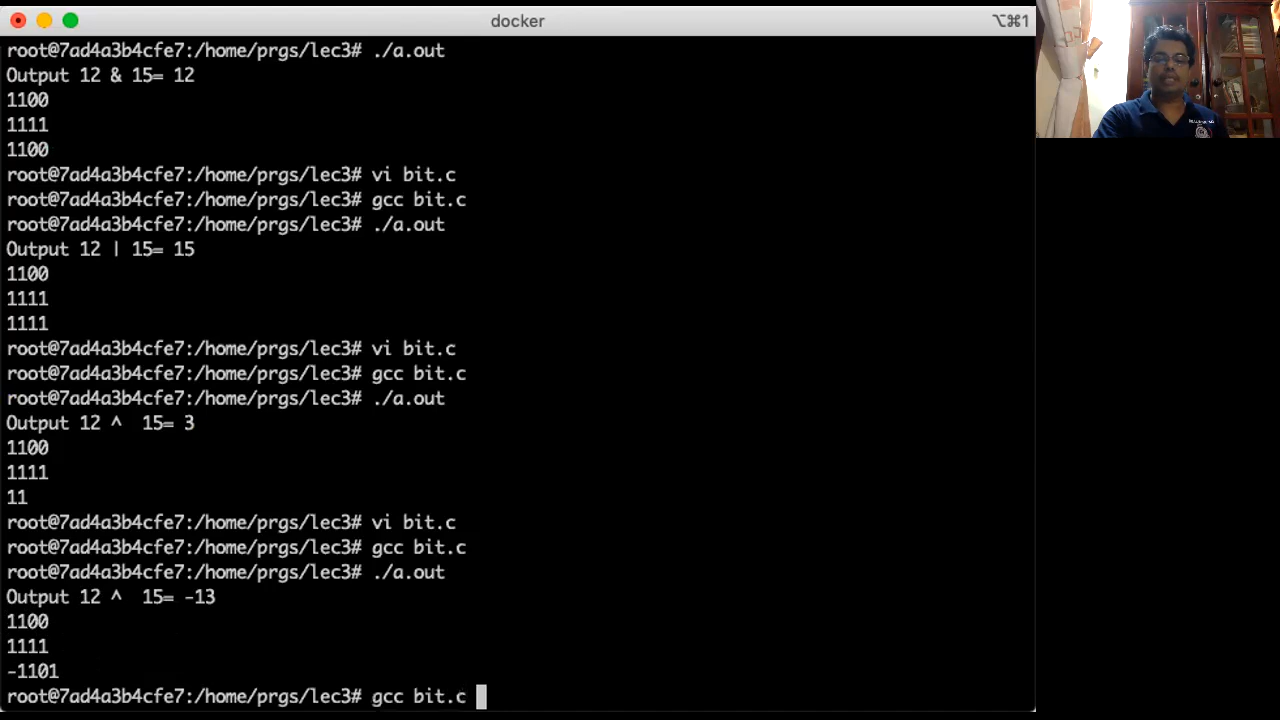 docker
⌥⌘1
root@7ad4a3b4cfe7:/home/prgs/lec3# ./a.out
Output 12 & 15= 12
1100
1111
1100
root@7ad4a3b4cfe7:/home/prgs/lec3# vi bit.c
root@7ad4a3b4cfe7:/home/prgs/lec3# gcc bit.c
root@7ad4a3b4cfe7:/home/prgs/lec3# ./a.out
Output 12 | 15= 15
1100
1111
1111
root@7ad4a3b4cfe7:/home/prgs/lec3# vi bit.c
root@7ad4a3b4cfe7:/home/prgs/lec3# gcc bit.c
root@7ad4a3b4cfe7:/home/prgs/lec3# ./a.out
Output 12 ^  15= 3
1100
1111
11
root@7ad4a3b4cfe7:/home/prgs/lec3# vi bit.c
root@7ad4a3b4cfe7:/home/prgs/lec3# gcc bit.c
root@7ad4a3b4cfe7:/home/prgs/lec3# ./a.out
Output 12 ^  15= -13
1100
1111
-1101
root@7ad4a3b4cfe7:/home/prgs/lec3# gcc bit.c